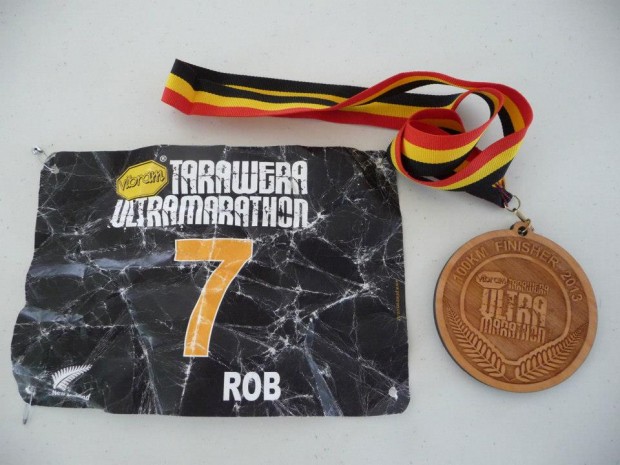 vibram®
TARAWERA
ULTRAMARATHON
7
ROB
100KM FINISHER 2013
vibram TARAWERA
ULTRA
MARATHON